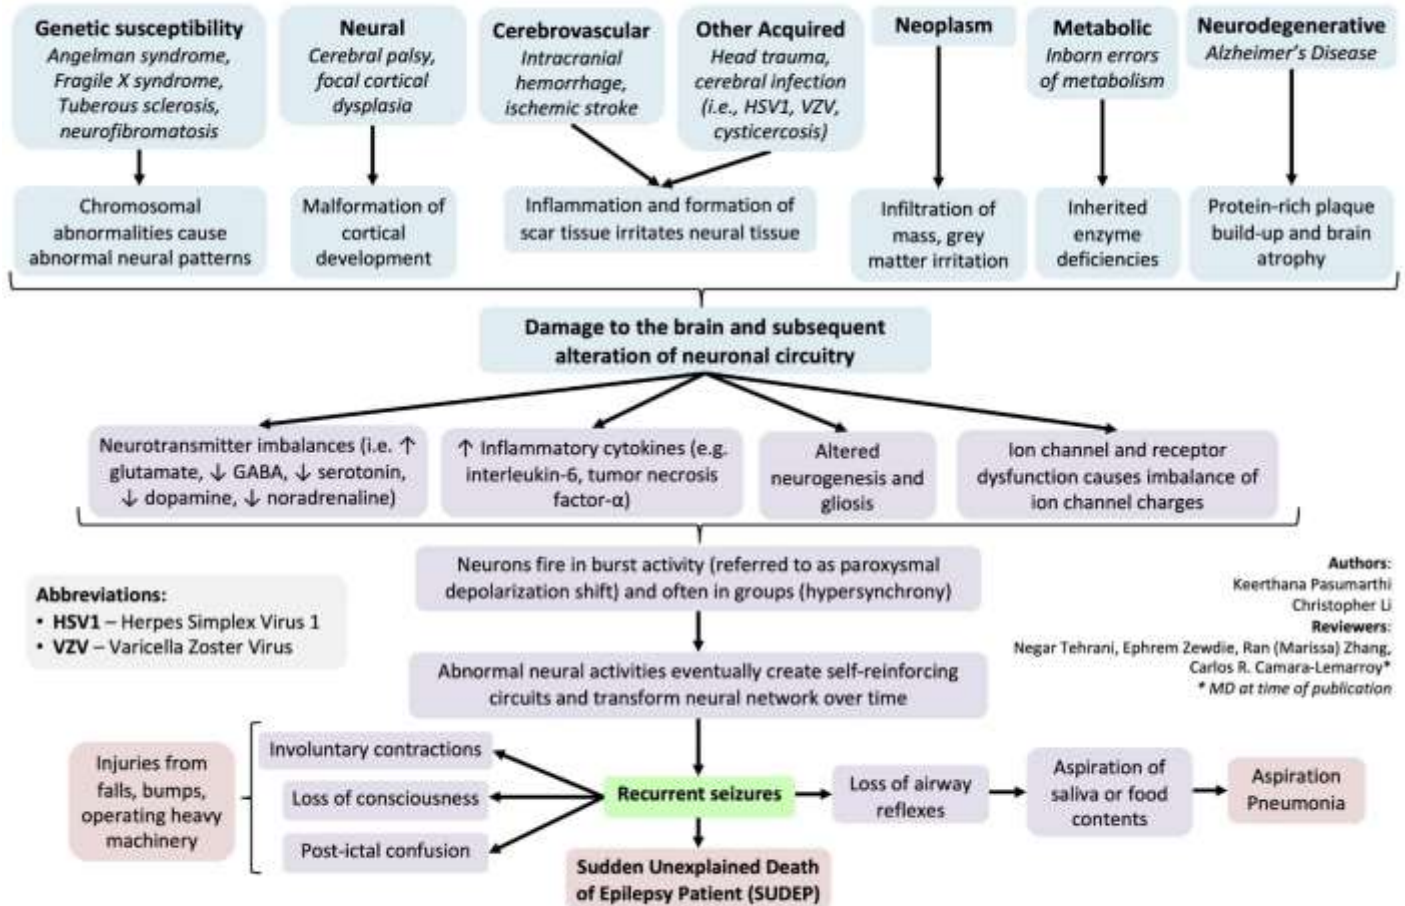 Genetic susceptibility
Angelman syndrome,
Fragile X syndrome,
Tuberous sclerosis,
neurofibromatosis
Neural
Cerebral palsy,
focal cortical
dysplasia
Cerebrovascular
Intracranial
hemorrhage,
ischemic stroke
Other Acquired
Head trauma,
cerebral infection
(i.e., HSV1, VZV,
cysticercosis)
Neoplasm
Metabolic
Inborn errors
of metabolism
Neurodegenerative
Alzheimer's Disease
Chromosomal
abnormalities cause
abnormal neural patterns
Malformation of
cortical
development
Inflammation and formation of
scar tissue irritates neural tissue
Infiltration of
mass, grey
matter irritation
Inherited
enzyme
deficiencies
Protein-rich plaque
build-up and brain
atrophy
Damage to the brain and subsequent
alteration of neuronal circuitry
Neurotransmitter imbalances (i.e. ↑
glutamate, ↓ GABA, ↓ serotonin,
↓ dopamine, ↓ noradrenaline)
↑ Inflammatory cytokines (e.g.
interleukin-6, tumor necrosis
factor-α)
Altered
neurogenesis and
gliosis
Ion channel and receptor
dysfunction causes imbalance of
ion channel charges
Neurons fire in burst activity (referred to as paroxysmal
depolarization shift) and often in groups (hypersynchrony)
Abbreviations:
• HSV1 – Herpes Simplex Virus 1
• VZV – Varicella Zoster Virus
Authors:
Keerthana Pasumarthi
Christopher Li
Reviewers:
Negar Tehrani, Ephrem Zewdie, Ran (Marissa) Zhang,
Carlos R. Camara-Lemarroy*
* MD at time of publication
Abnormal neural activities eventually create self-reinforcing
circuits and transform neural network over time
Injuries from
falls, bumps,
operating heavy
machinery
Involuntary contractions
Loss of consciousness
Post-ictal confusion
Recurrent seizures
Loss of airway
reflexes
Aspiration of
saliva or food
contents
Aspiration
Pneumonia
Sudden Unexplained Death
of Epilepsy Patient (SUDEP)